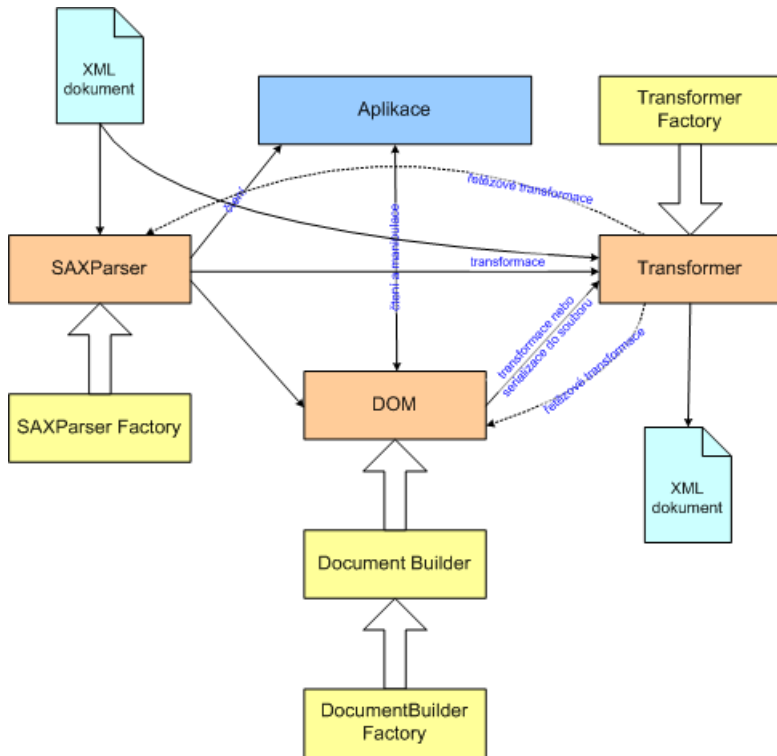 XML
dokument
Aplikace
Transformer
Factory
čtení
řetězové transformace
SAXParser
čtení a manipulace
transformace
Transformer
transformace nebo
serializace do souboru
řetězové transformace
SAXParser Factory
DOM
XML
dokument
Document Builder
DocumentBuilder
Factory